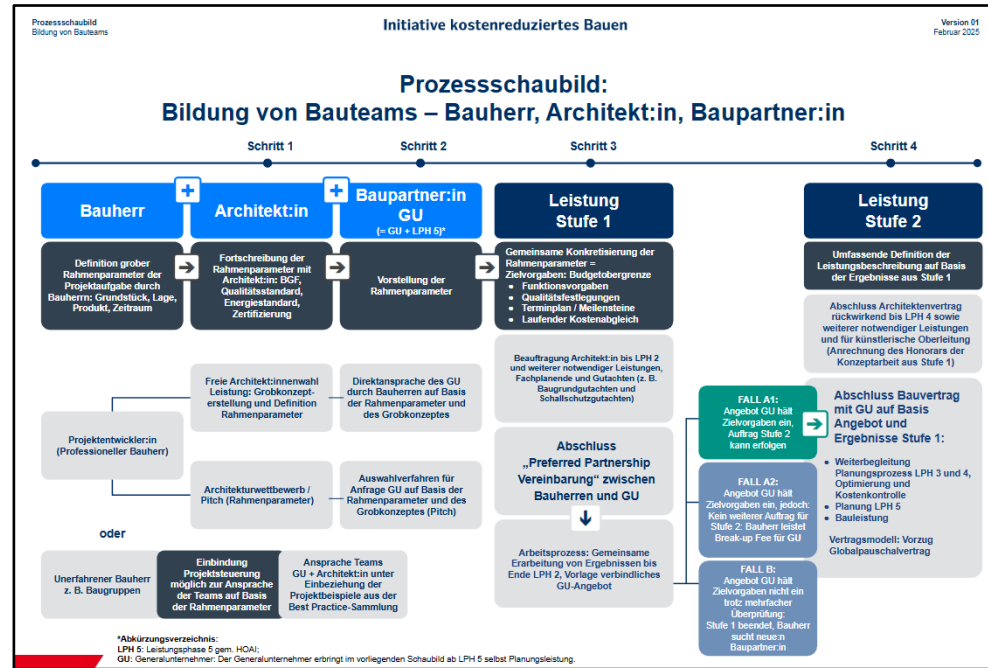 Prozessschaubild
Bildung von Bauteams
Initiative kostenreduziertes Bauen
Version 01
Februar 2025
Prozessschaubild:
Bildung von Bauteams – Bauherr, Architekt:in, Baupartner:in
Schritt 1
Schritt 2
Schritt 3
Schritt 4
Bauherr
+
Architekt:in
+
Baupartner:in
GU
(= GU + LPH 5)*
Leistung
Stufe 1
Leistung
Stufe 2
Definition grober
Rahmenparameter der
Projektaufgabe durch
Bauherrn: Grundstück, Lage,
Produkt, Zeitraum
Fortschreibung der
Rahmenparameter mit
Architekt:in: BGF,
Qualitätsstandard,
Energiestandard,
Zertifizierung
Vorstellung der
Rahmenparameter
Gemeinsame Konkretisierung der
Rahmenparameter =
Zielvorgaben: Budgetobergrenze
• Funktionsvorgaben
• Qualitätsfestlegungen
• Terminplan / Meilensteine
• Laufender Kostenabgleich
Umfassende Definition der
Leistungsbeschreibung auf Basis
der Ergebnisse aus Stufe 1
Abschluss Architektenvertrag
rückwirkend bis LPH 4 sowie
weiterer notwendiger Leistungen
und für künstlerische Oberleitung
(Anrechnung des Honorars der
Konzeptarbeit aus Stufe 1)
Projektentwickler:in
(Professioneller Bauherr)
Freie Architekt:innenwahl
Leistung: Grobkonzept-
erstellung und Definition
Rahmenparameter
Direktansprache des GU
durch Bauherren auf Basis
der Rahmenparameter und
des Grobkonzeptes
Architekturwettbewerb /
Pitch (Rahmenparameter)
Auswahlverfahren für
Anfrage GU auf Basis der
Rahmenparameter und des
Grobkonzeptes (Pitch)
Beauftragung Architekt:in bis LPH 2
und weiterer notwendiger Leistungen,
Fachplanende und Gutachten (z. B.
Baugrundgutachten und
Schallschutzgutachten)
Abschluss
„Preferred Partnership
Vereinbarung“ zwischen
Bauherren und GU
Arbeitsprozess: Gemeinsame
Erarbeitung von Ergebnissen bis
Ende LPH 2, Vorlage verbindliches
GU-Angebot
FALL A1:
Angebot GU hält
Zielvorgaben ein,
Auftrag Stufe 2
kann erfolgen
FALL A2:
Angebot GU hält
Zielvorgaben ein, jedoch:
Kein weiterer Auftrag für
Stufe 2: Bauherr leistet
Break-up Fee für GU
FALL B:
Angebot GU hält
Zielvorgaben nicht ein
trotz mehrfacher
Überprüfung:
Stufe 1 beendet, Bauherr
sucht neue:n
Baupartner:in
Abschluss Bauvertrag
mit GU auf Basis
Angebot und
Ergebnisse Stufe 1:
• Weiterbegleitung
Planungsprozess LPH 3 und 4,
Optimierung und
Kostenkontrolle
• Planung LPH 5
• Bauleistung
Vertragsmodell: Vorzug
Globalpauschalvertrag
oder
Unerfahrener Bauherr
z. B. Baugruppen
Einbindung
Projektsteuerung
möglich zur Ansprache
der Teams auf Basis
der Rahmenparameter
Ansprache Teams
GU + Architekt:in unter
Einbeziehung der
Projektbeispiele aus der
Best Practice-Sammlung
*Abkürzungsverzeichnis:
LPH 5: Leistungsphase 5 gem. HOAI;
GU: Generalunternehmer: Der Generalunternehmer erbringt im vorliegenden Schaubild ab LPH 5 selbst Planungsleistung.